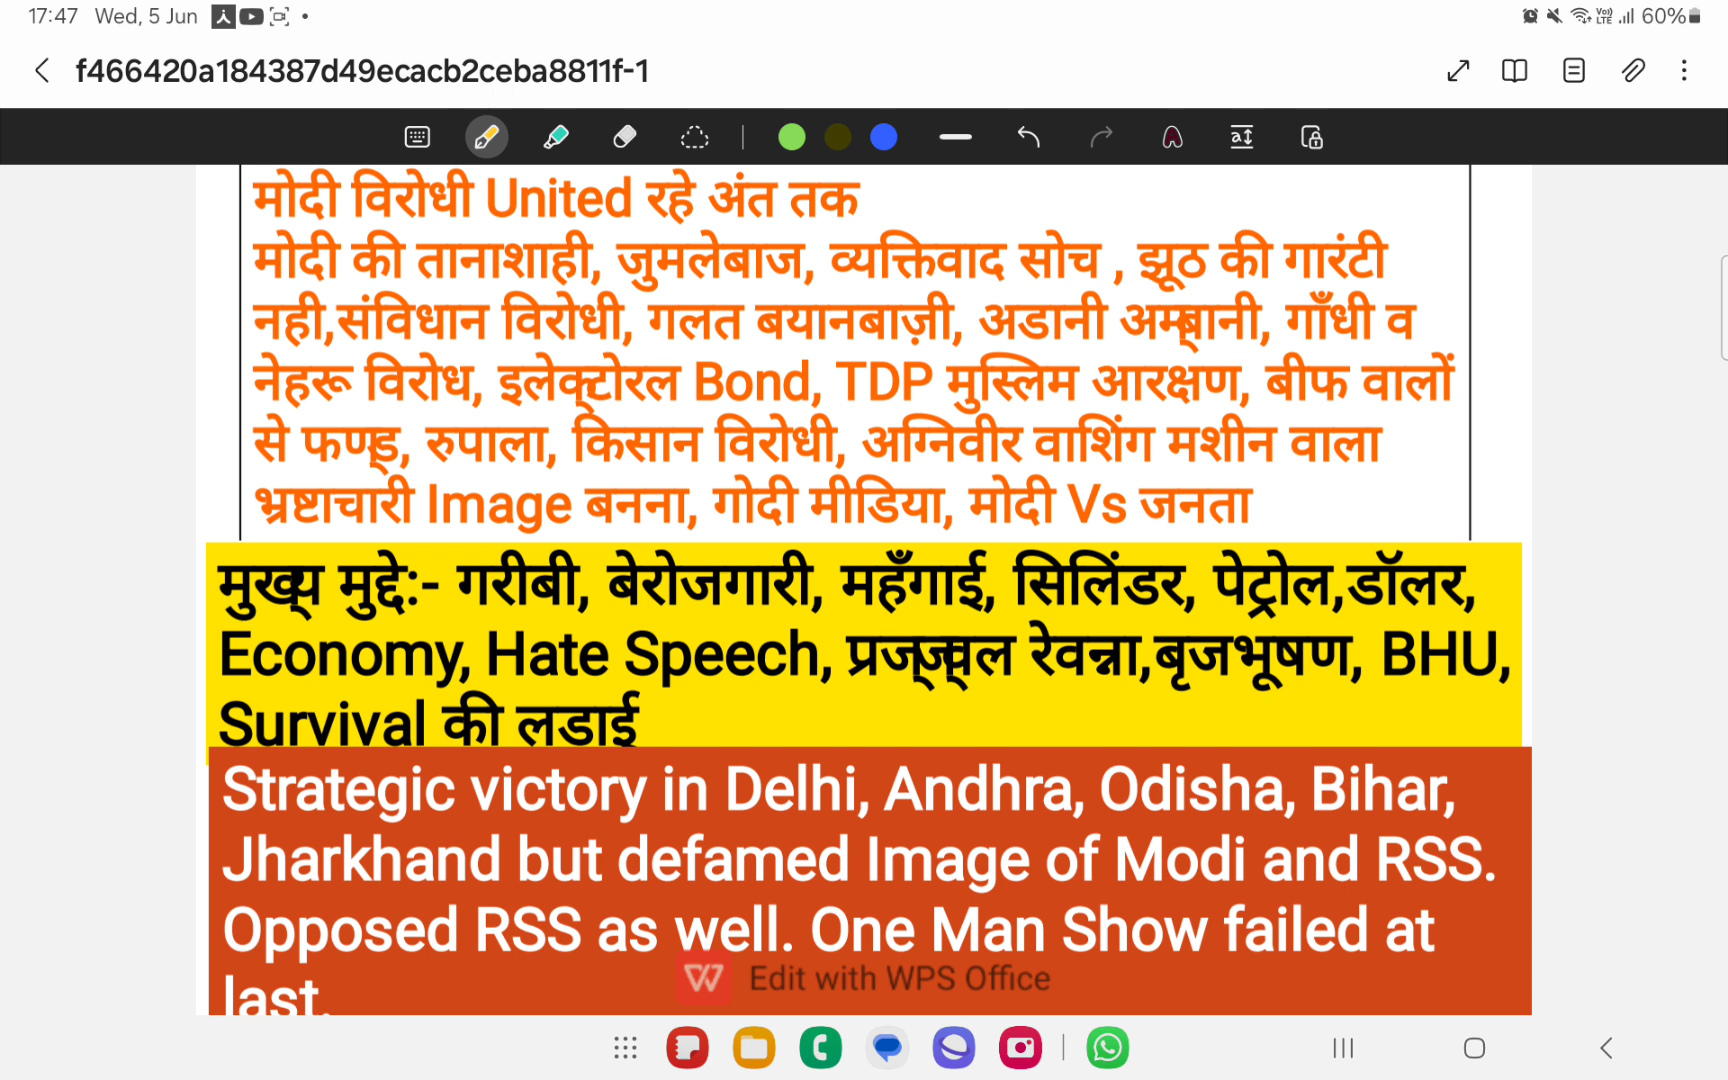 17:47 Wed, 5 Jun
60%
f466420a184387d49ecacb2ceba8811f-1
मोदी विरोधी United रहे अंत तक
मोदी की तानाशाही, जुमलेबाज, व्यक्तिवाद सोच , झूठ की गारंटी
नही,संविधान विरोधी, गलत बयानबाज़ी, अडानी अम्बानी, गाँधी व
नेहरू विरोध, इलेक्टोरल Bond, TDP मुस्लिम आरक्षण, बीफ वालों
से फण्ड, रुपाला, किसान विरोधी, अग्निवीर वाशिंग मशीन वाला
भ्रष्टाचारी Image बनना, गोदी मीडिया, मोदी Vs जनता
मुख्य मुद्दे:- गरीबी, बेरोजगारी, महँगाई, सिलिंडर, पेट्रोल,डॉलर,
Economy, Hate Speech, प्रज्ज्वल रेवन्ना,बृजभूषण, BHU,
Survival की लडाई
Strategic victory in Delhi, Andhra, Odisha, Bihar,
Jharkhand but defamed Image of Modi and RSS.
Opposed RSS as well. One Man Show failed at
last.
Edit with WPS Office